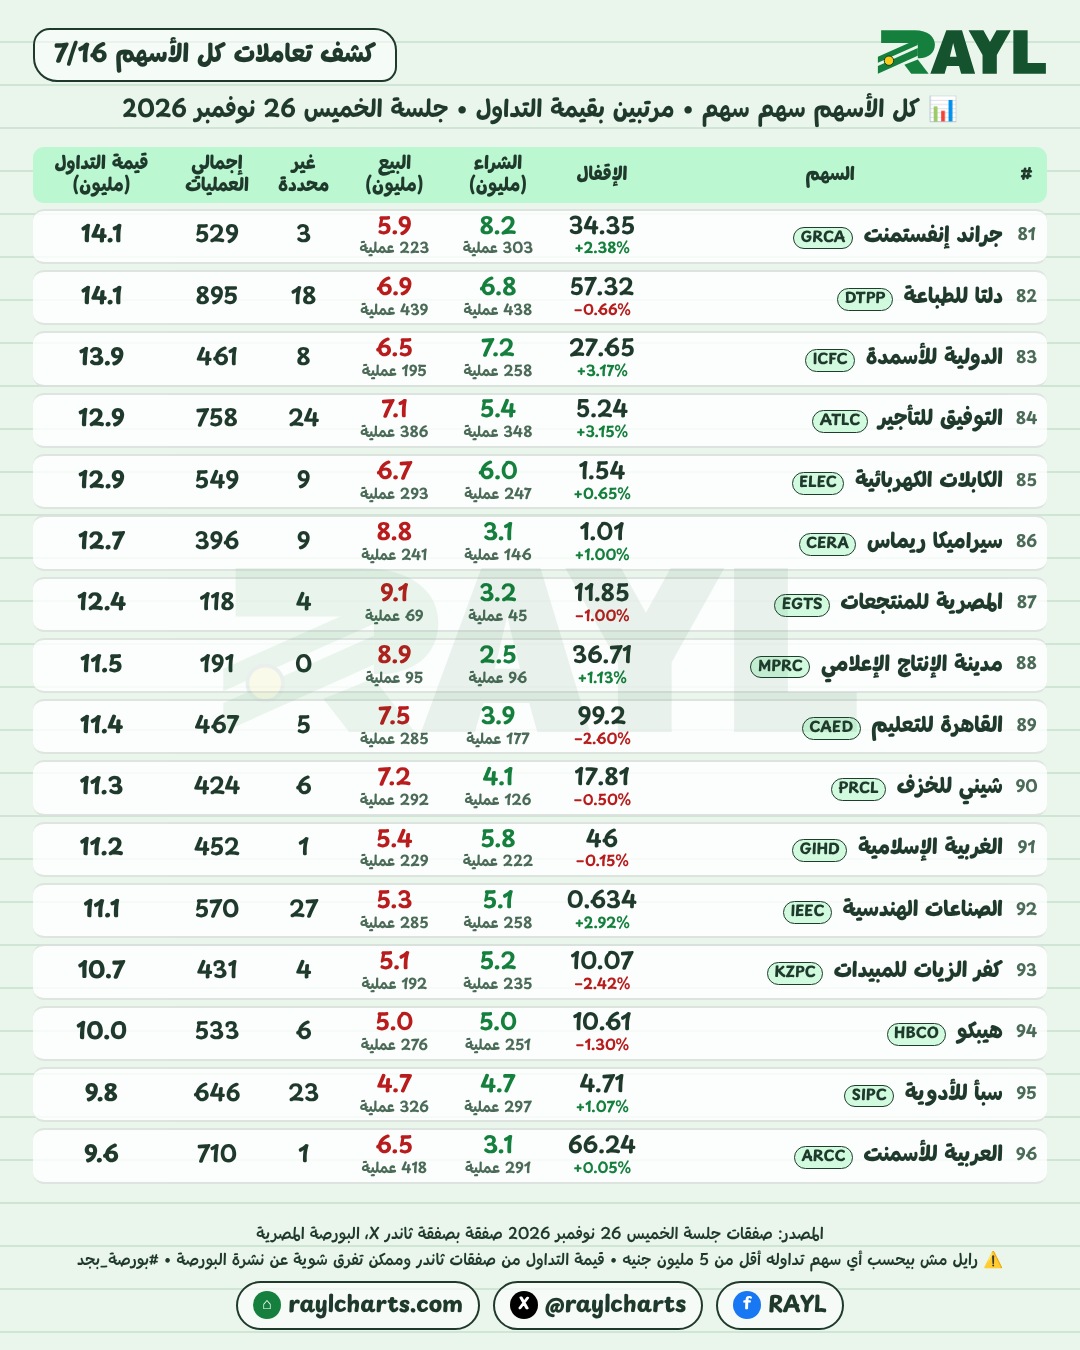 كشف تعاملات كل الأسهم 7/16
RAYL
📊 كل الأسهم سهم سهم • مرتبين بقيمة التداول • جلسة الخميس 26 نوفمبر 2026
# السهم الإقفال الشراء (مليون) البيع (مليون) غير محددة إجمالي العمليات قيمة التداول (مليون)
81 جراند إنفستمنت GRCA 34.35 8.2 5.9 3 529 14.1
+2.38% 303 عملية 223 عملية
82 دلتا للطباعة DTPP 57.32 6.8 6.9 18 895 14.1
-0.66% 438 عملية 439 عملية
83 الدولية للأسمدة ICFC 27.65 7.2 6.5 8 461 13.9
+3.17% 258 عملية 195 عملية
84 التوفيق للتأجير ATLC 5.24 5.4 7.1 24 758 12.9
+3.15% 348 عملية 386 عملية
85 الكابلات الكهربائية ELEC 1.54 6.0 6.7 9 549 12.9
+0.65% 247 عملية 293 عملية
86 سيراميكا ريماس CERA 1.01 3.1 8.8 9 396 12.7
+1.00% 146 عملية 241 عملية
87 المصرية للمنتجعات EGTS 11.85 3.2 9.1 4 118 12.4
-1.00% 45 عملية 69 عملية
88 مدينة الإنتاج الإعلامي MPRC 36.71 2.5 8.9 0 191 11.5
+1.13% 96 عملية 95 عملية
89 القاهرة للتعليم CAED 99.2 3.9 7.5 5 467 11.4
-2.60% 177 عملية 285 عملية
90 شيني للخزف PRCL 17.81 4.1 7.2 6 424 11.3
-0.50% 126 عملية 292 عملية
91 الغربية الإسلامية GIHD 46 5.8 5.4 1 452 11.2
-0.15% 222 عملية 229 عملية
92 الصناعات الهندسية IEEC 0.634 5.1 5.3 27 570 11.1
+2.92% 258 عملية 285 عملية
93 كفر الزيات للمبيدات KZPC 10.07 5.2 5.1 4 431 10.7
-2.42% 235 عملية 192 عملية
94 هيبكو HBCO 10.61 5.0 5.0 6 533 10.0
-1.30% 251 عملية 276 عملية
95 سبأ للأدوية SIPC 4.71 4.7 4.7 23 646 9.8
+1.07% 297 عملية 326 عملية
96 العربية للأسمنت ARCC 66.24 3.1 6.5 1 710 9.6
+0.05% 291 عملية 418 عملية
المصدر: صفقات جلسة الخميس 26 نوفمبر 2026 صفقة بصفقة ثاندر X، البورصة المصرية
⚠️ رايل مش بيحسب أي سهم تداوله أقل من 5 مليون جنيه • قيمة التداول من صفقات ثاندر وممكن تفرق شوية عن نشرة البورصة • #بورصة_بجد
raylcharts.com @raylcharts RAYL